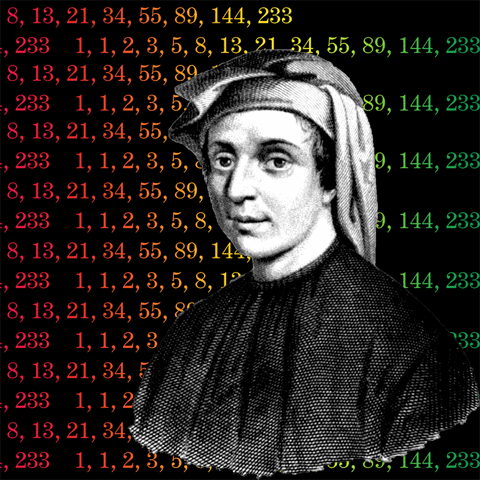 8, 13, 21, 34, 55, 89, 144, 233
, 233 1, 1, 2, 3, 5, 8, 13, 21, 34, 55, 89, 144, 233
8, 13, 21, 34, 55, 89,
, 233 1, 1, 2, 3, 5, 89, 144, 233
8, 13, 21, 34, 55,
, 233 1, 1, 2, 3, 5, 89, 144, 233
8, 13, 21, 34, 55, 89,
, 233 1, 1, 2, 3, 5, 8, 89, 144, 233
8, 13, 21, 34, 55, 89, 144,
, 233 1, 1, 2, 3, 5, 8, 144, 233
8, 13, 21, 34, 55,
, 233 1, 1, 2, 3, 233
8, 13, 21, 34,
, 233 1, 1, 2 233
8, 13, 21, 34,
, 233 1, 1, 2, 3, 5, 89, 144, 233